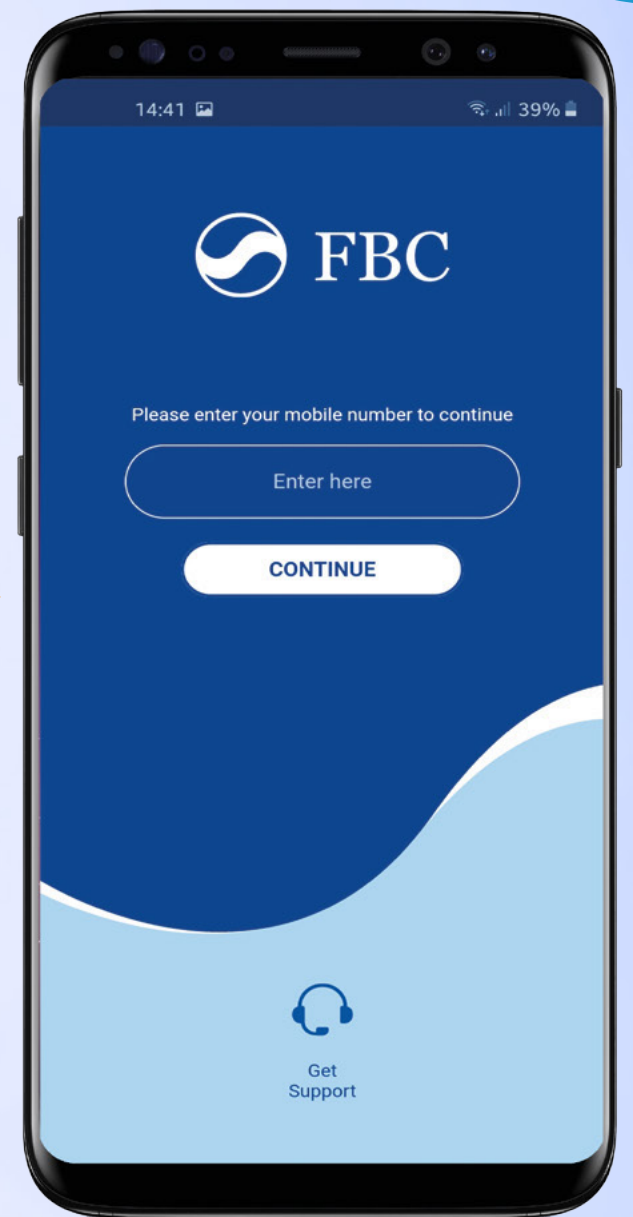 14:41 39%
FBC
Please enter your mobile number to continue
Enter here
CONTINUE
Get
Support